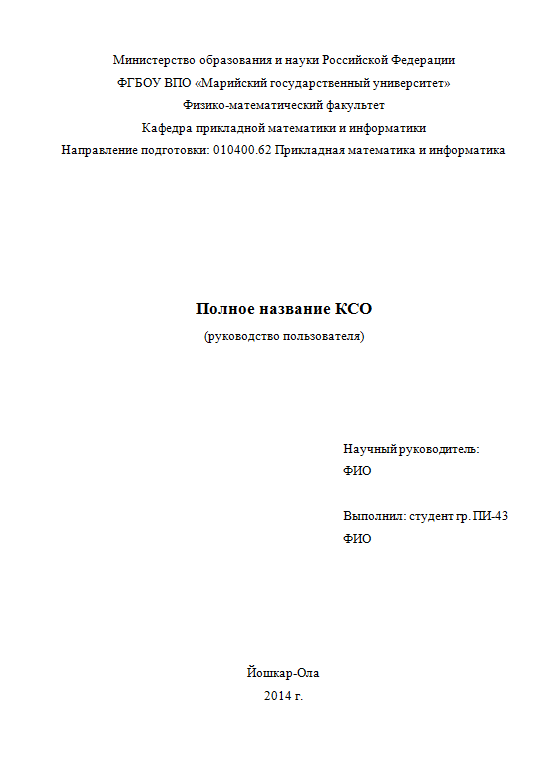 Министерство образования и науки Российской Федерации
ФГБОУ ВПО «Марийский государственный университет»
Физико-математический факультет
Кафедра прикладной математики и информатики
Направление подготовки: 010400.62 Прикладная математика и информатика
Полное название КСО
(руководство пользователя)
Научный руководитель:
ФИО
Выполнил: студент гр. ПИ-43
ФИО
Йошкар-Ола
2014 г.